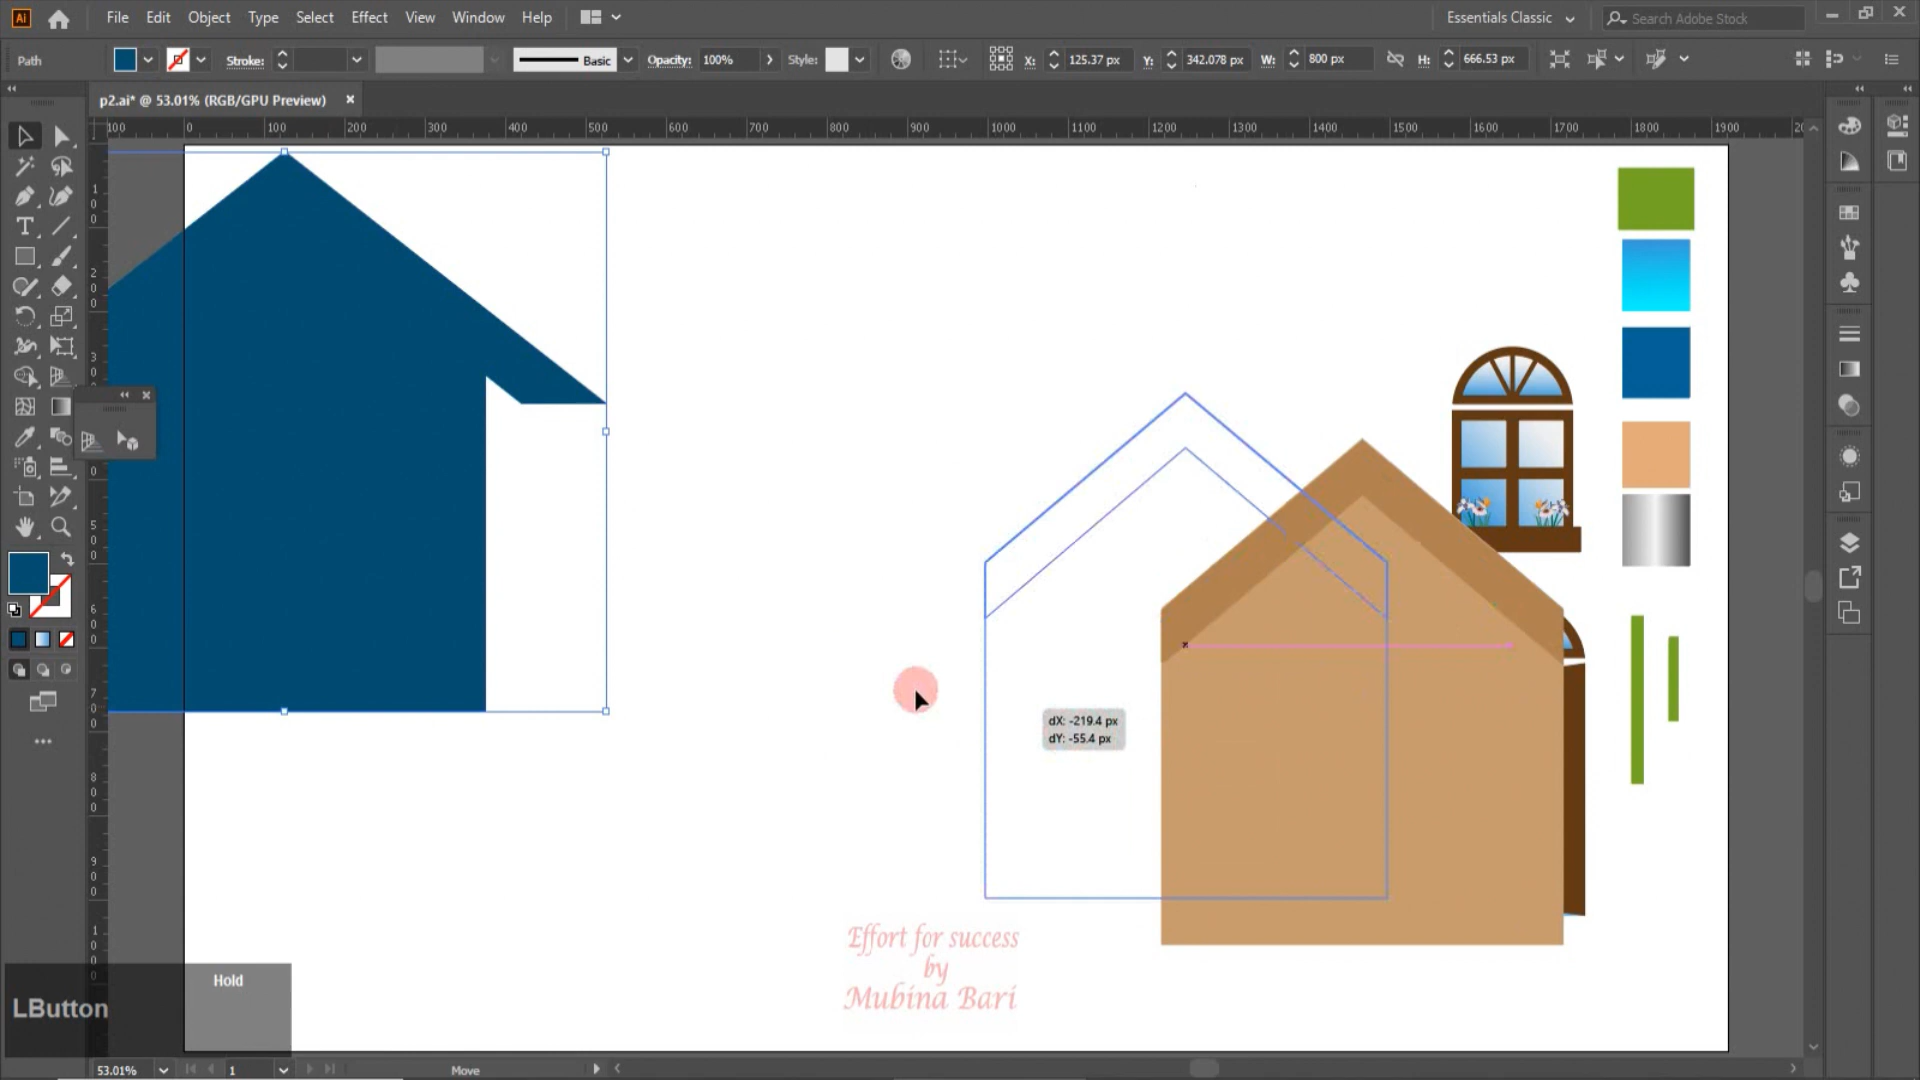 Ai File Edit Object Type Select Effect View Window Help Essentials Classic Search Adobe Stock
Path Stroke: Basic Opacity: 100% Style: X: 125.37 px Y: 342.078 px W: 800 px H: 666.53 px
p2.ai* @ 53.01% (RGB/GPU Preview)
100 0 100 200 300 400 500 600 700 800 900 1000 1100 1200 1300 1400 1500 1600 1700 1800 1900
dX: -219.4 px
dY: -55.4 px
Effort for success
by
Mubina Bari
Hold
LButton
53.01% 1 Move